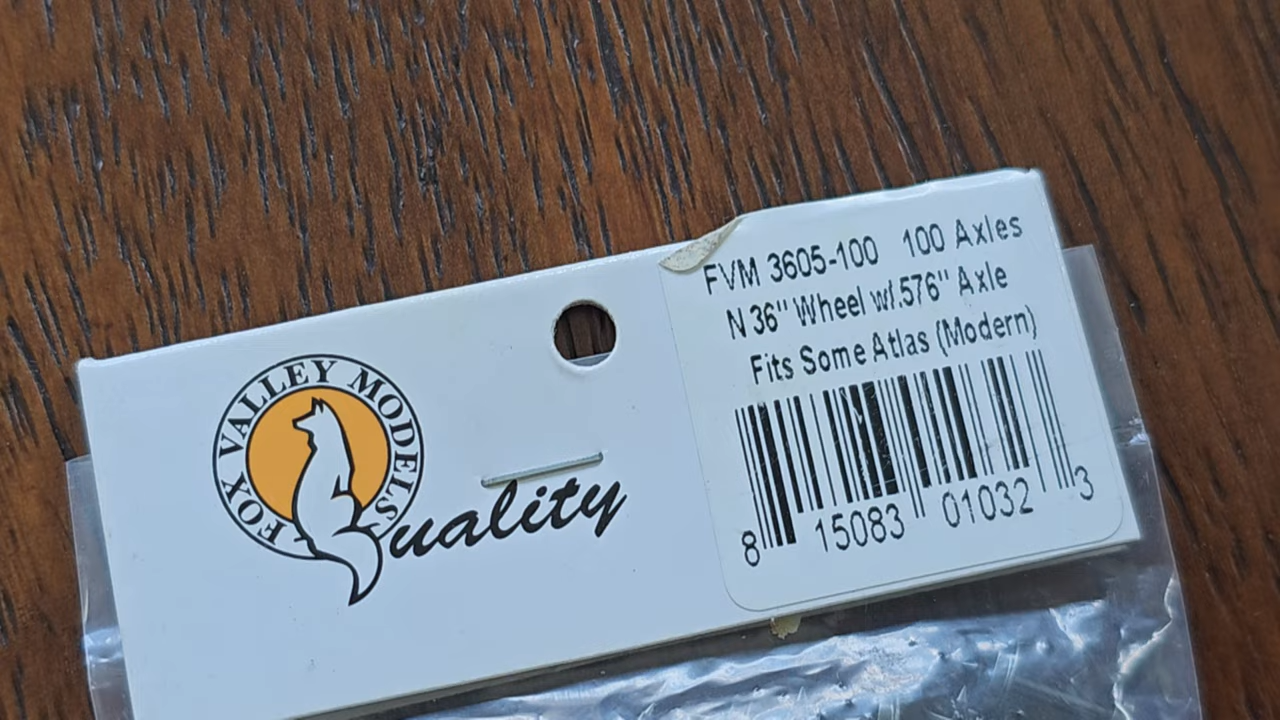 FOX VALLEY MODELS
Quality
FVM 3605-100 100 Axles
N 36" Wheel w/.576" Axle
Fits Some Atlas (Modern)
8 15083 01032 3